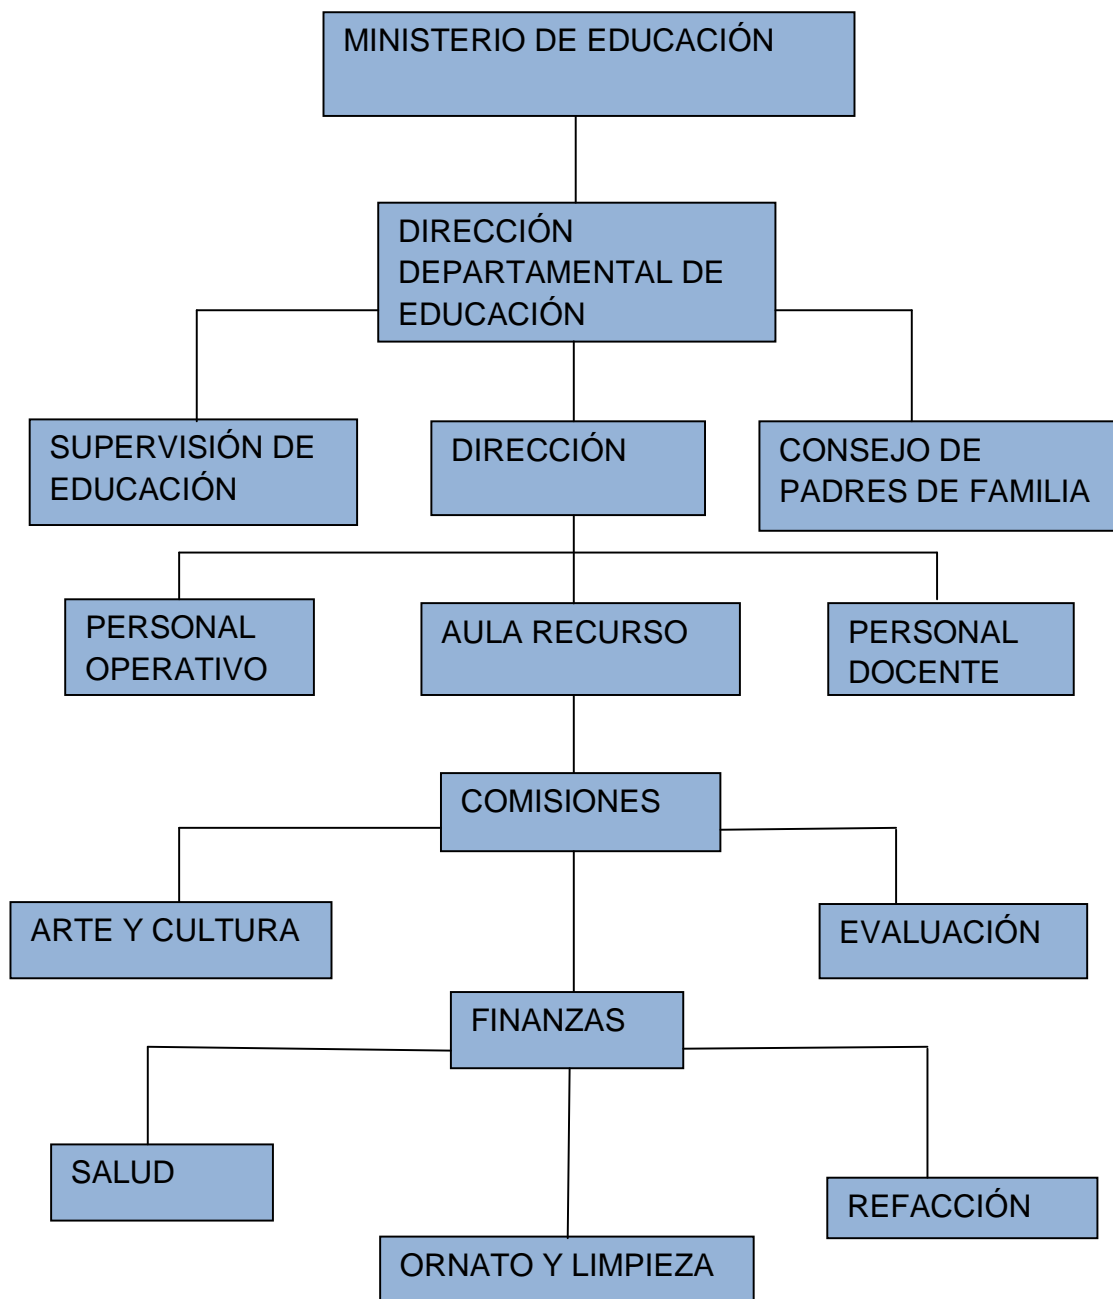 MINISTERIO DE EDUCACIÓN
DIRECCIÓN
DEPARTAMENTAL DE
EDUCACIÓN
SUPERVISIÓN DE
EDUCACIÓN
DIRECCIÓN
CONSEJO DE
PADRES DE FAMILIA
PERSONAL
OPERATIVO
AULA RECURSO
PERSONAL
DOCENTE
COMISIONES
ARTE Y CULTURA
EVALUACIÓN
FINANZAS
SALUD
REFACCIÓN
ORNATO Y LIMPIEZA